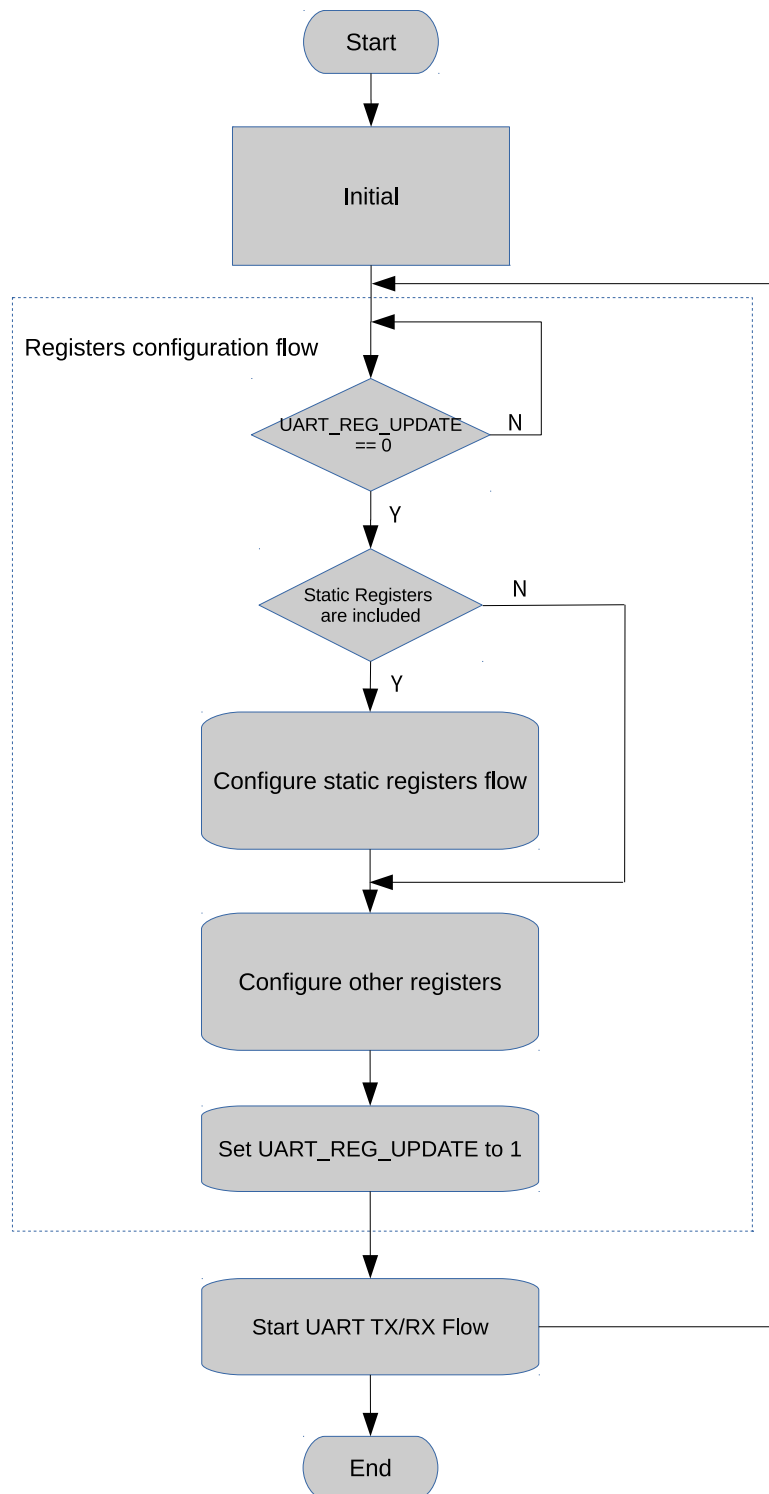 Start
Initial
Registers configuration flow
UART_REG_UPDATE
== 0
N
Y
Static Registers
are included
N
Y
Configure static registers flow
Configure other registers
Set UART_REG_UPDATE to 1
Start UART TX/RX Flow
End